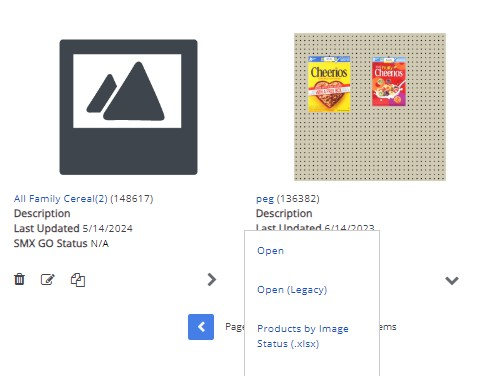 Cheerios
Cheerios
All Family Cereal(2) (148617)
Description
Last Updated 5/14/2024
SMX GO Status N/A
peg (136382)
Description
Last Updated 6/14/2023
Open
Open (Legacy)
Products by Image
Status (.xlsx)
Page
ems